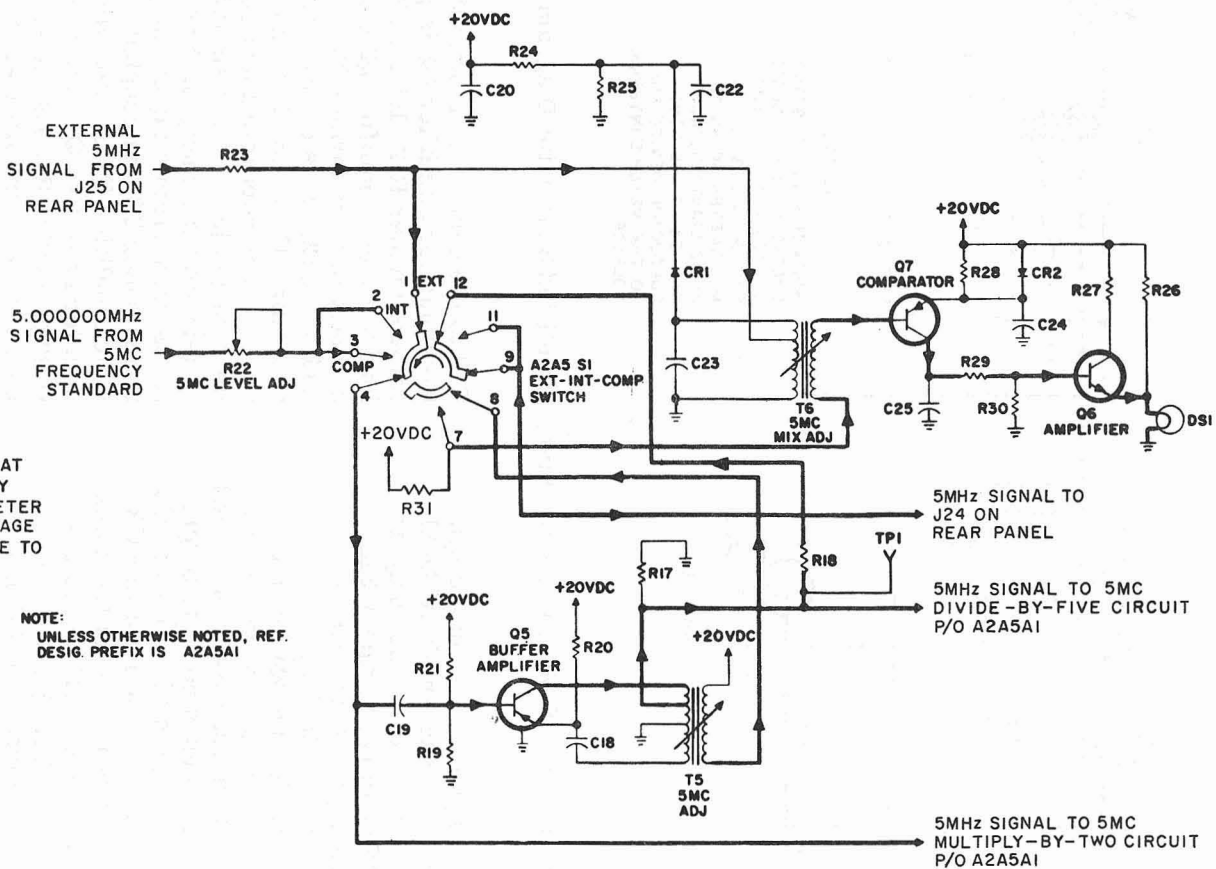 +20VDC
R24
C20
R25
C22
EXTERNAL
5MHz
SIGNAL FROM
J25 ON
REAR PANEL
R23
+20VDC
CR1
Q7
COMPARATOR
R28
CR2
R27
R26
C24
1 EXT 12
2
INT
11
3
COMP
9
A2A5 S1
EXT-INT-COMP
SWITCH
4
8
7
5.000000MHz
SIGNAL FROM
5MC
FREQUENCY
STANDARD
R22
5MC LEVEL ADJ
C23
T6
5MC
MIX ADJ
R29
C25
R30
Q6
AMPLIFIER
DS1
+20VDC
R31
AT
Y
ETER
AGE
E TO
5MHz SIGNAL TO
J24 ON
REAR PANEL
R17
R18
TP1
5MHz SIGNAL TO 5MC
DIVIDE-BY-FIVE CIRCUIT
P/O A2A5A1
NOTE:
UNLESS OTHERWISE NOTED, REF.
DESIG. PREFIX IS A2A5A1
+20VDC
+20VDC
+20VDC
R21
Q5
BUFFER
AMPLIFIER
R20
C19
R19
C18
T5
5MC
ADJ
5MHz SIGNAL TO 5MC
MULTIPLY-BY-TWO CIRCUIT
P/O A2A5A1